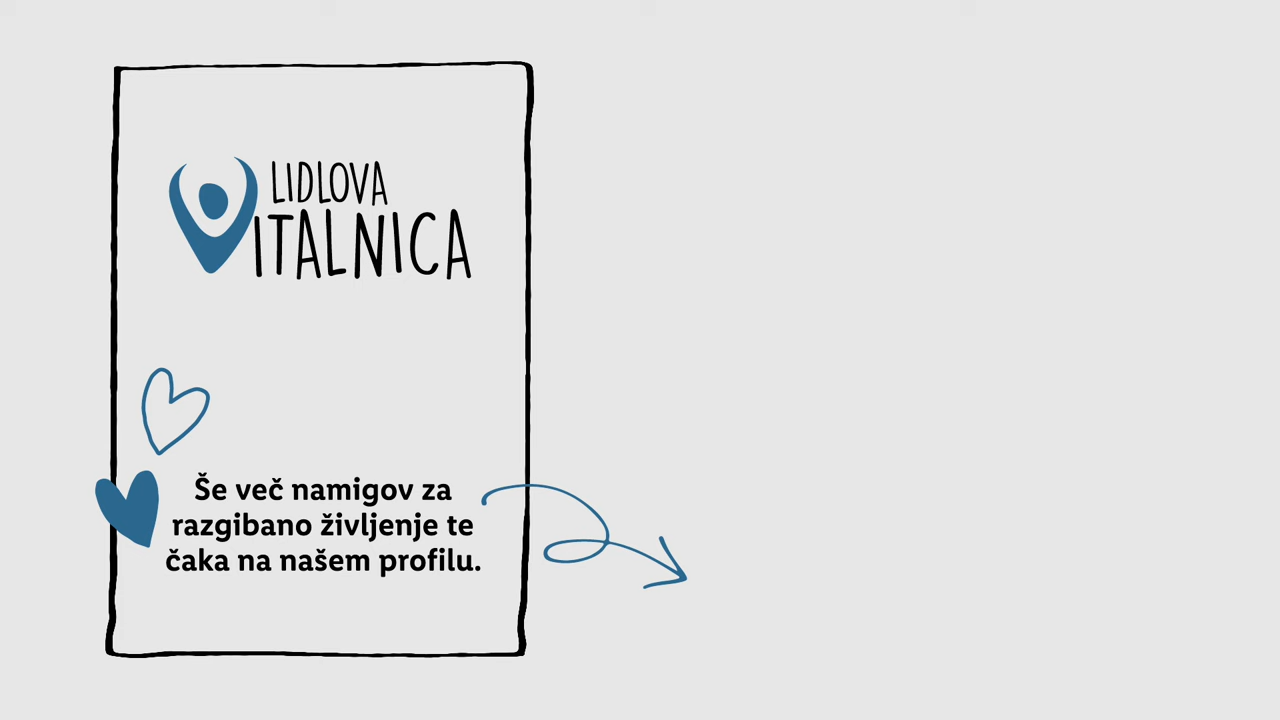 LIDLOVA
VITALNICA
Še več namigov za
razgibano življenje te
čaka na našem profilu.